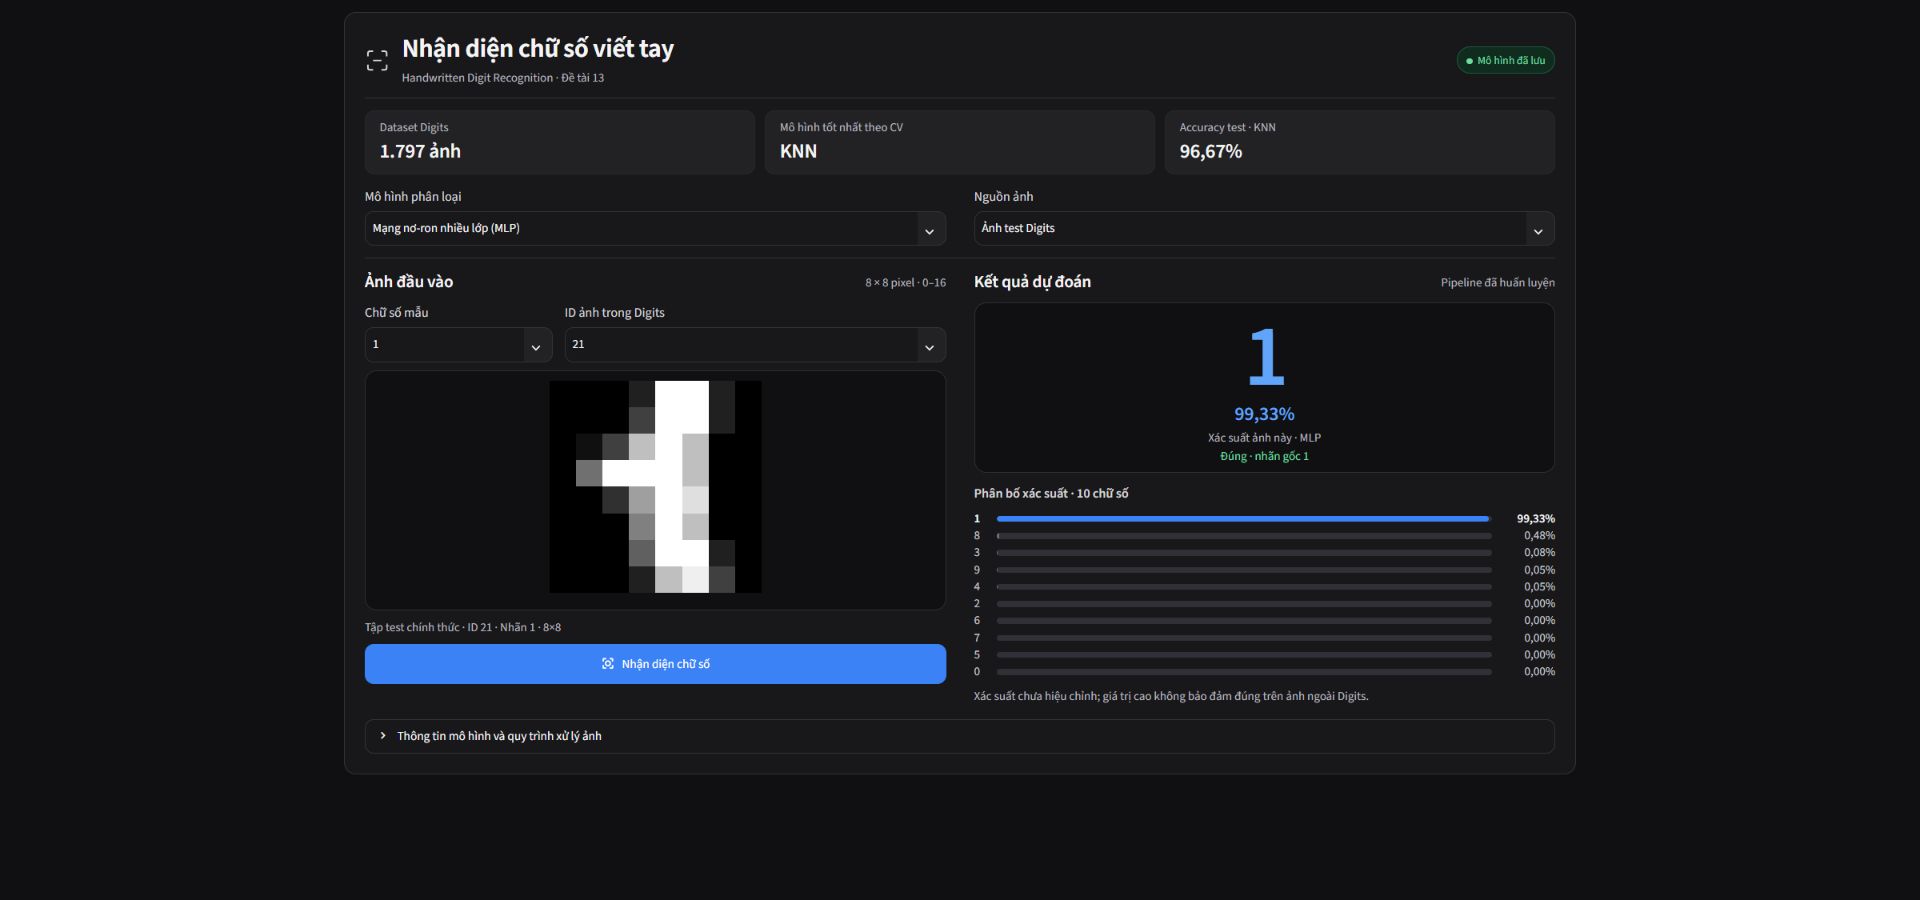 Nhận diện chữ số viết tay
Handwritten Digit Recognition · Đề tài 13
Mô hình đã lưu
Dataset Digits
1.797 ảnh
Mô hình tốt nhất theo CV
KNN
Accuracy test · KNN
96,67%
Mô hình phân loại
Mạng nơ-ron nhiều lớp (MLP)
Nguồn ảnh
Ảnh test Digits
Ảnh đầu vào
8 × 8 pixel · 0–16
Chữ số mẫu
1
ID ảnh trong Digits
21
Tập test chính thức · ID 21 · Nhãn 1 · 8×8
Nhận diện chữ số
Kết quả dự đoán
Pipeline đã huấn luyện
1
99,33%
Xác suất ảnh này · MLP
Đúng · nhãn gốc 1
Phân bố xác suất · 10 chữ số
1 99,33%
8 0,48%
3 0,08%
9 0,05%
4 0,05%
2 0,00%
6 0,00%
7 0,00%
5 0,00%
0 0,00%
Xác suất chưa hiệu chỉnh; giá trị cao không bảo đảm đúng trên ảnh ngoài Digits.
Thông tin mô hình và quy trình xử lý ảnh